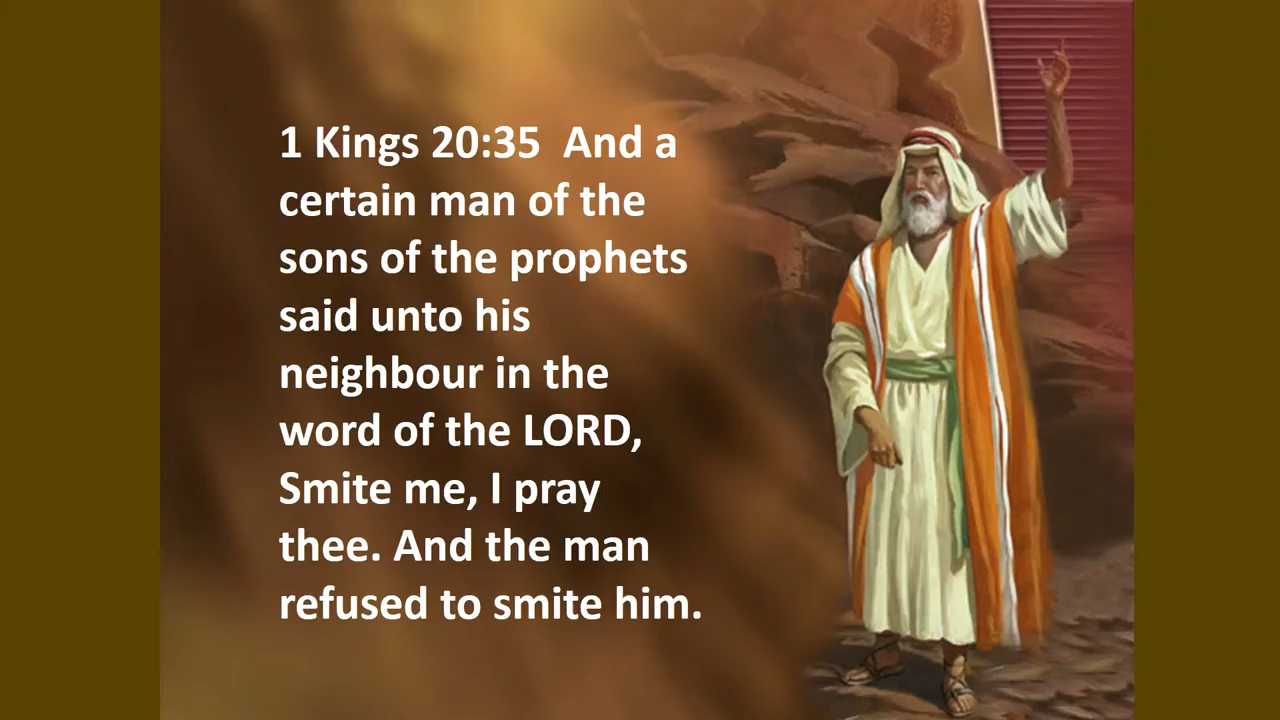 1 Kings 20:35  And a
certain man of the
sons of the prophets
said unto his
neighbour in the
word of the LORD,
Smite me, I pray
thee. And the man
refused to smite him.